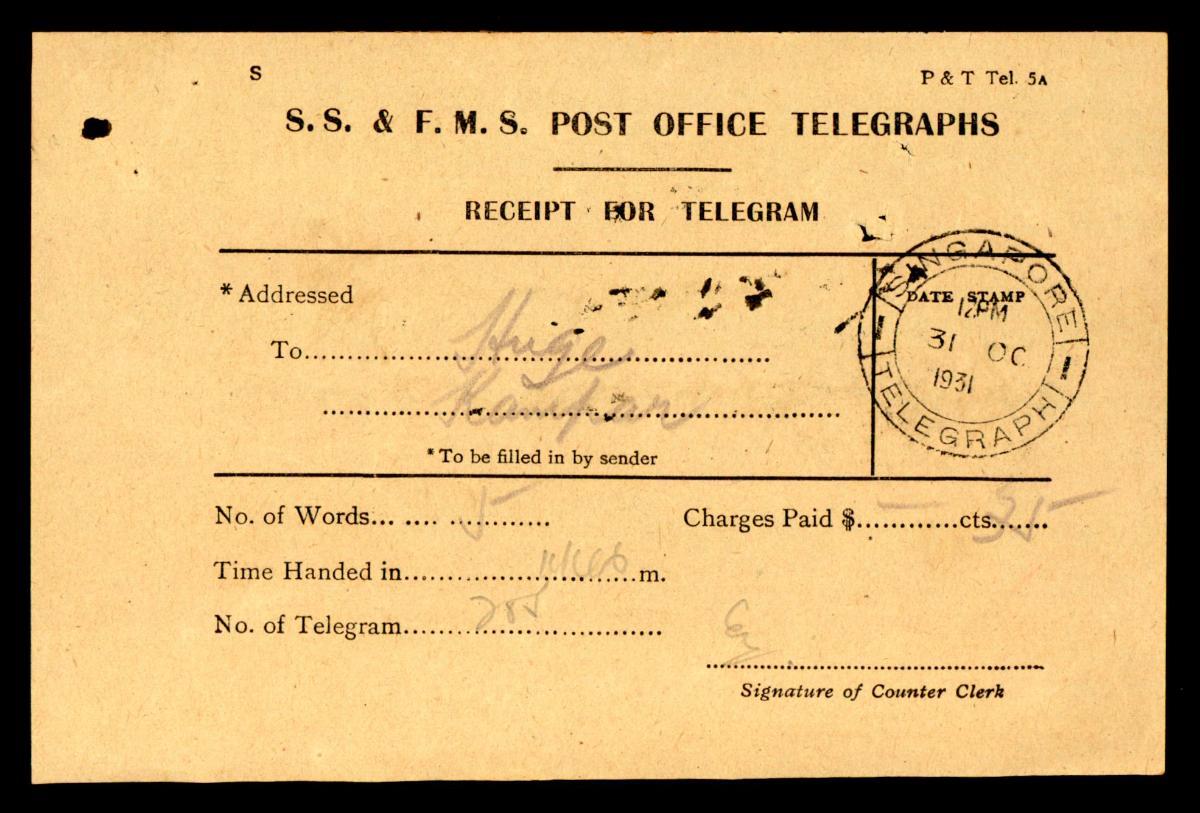 S
P & T Tel. 5A
S. S. & F. M. S. POST OFFICE TELEGRAPHS
RECEIPT FOR TELEGRAM
* Addressed
To.......... Huge ..........
.......... Kampar ..........
* To be filled in by sender
SINGAPORE
DATE STAMP
12PM
31 OC
1931
TELEGRAPH
No. of Words... .... 5 ............
Charges Paid $............cts....... — 35
Time Handed in..............................m.
No. of Telegram..............................
Signature of Counter Clerk